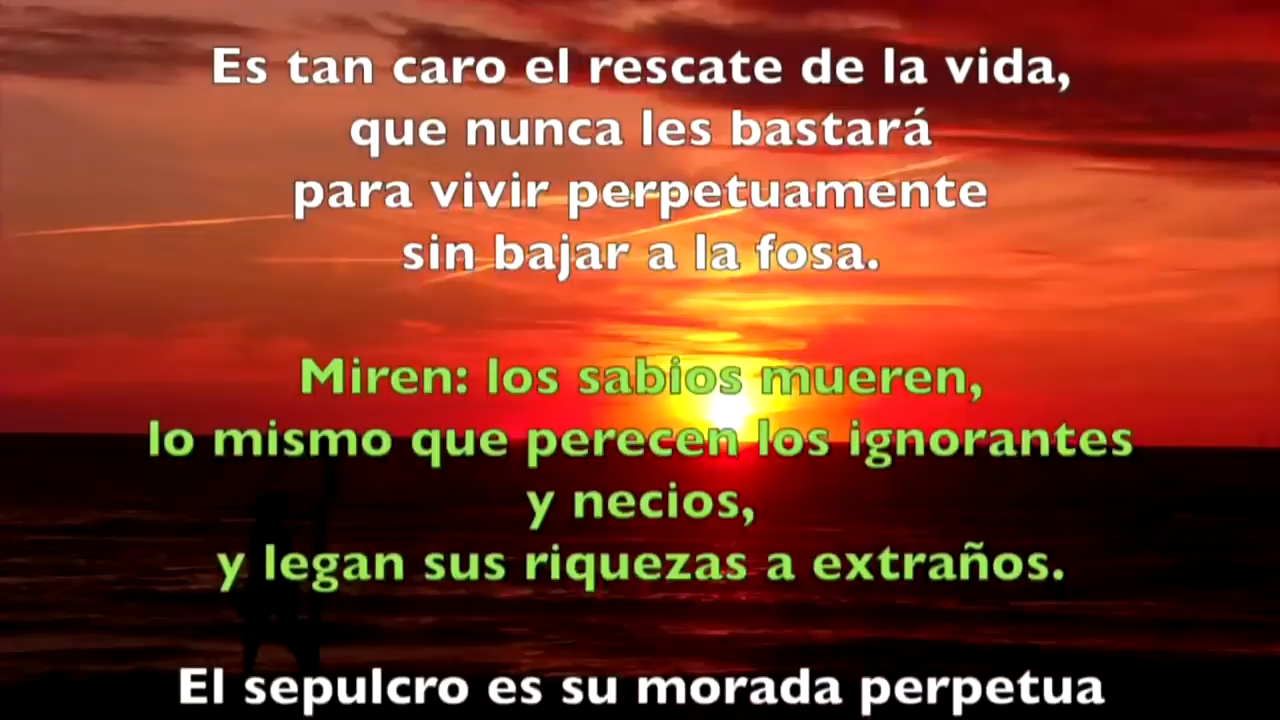 Es tan caro el rescate de la vida,
que nunca les bastará
para vivir perpetuamente
sin bajar a la fosa.
Miren: los sabios mueren,
lo mismo que perecen los ignorantes
y necios,
y legan sus riquezas a extraños.
El sepulcro es su morada perpetua